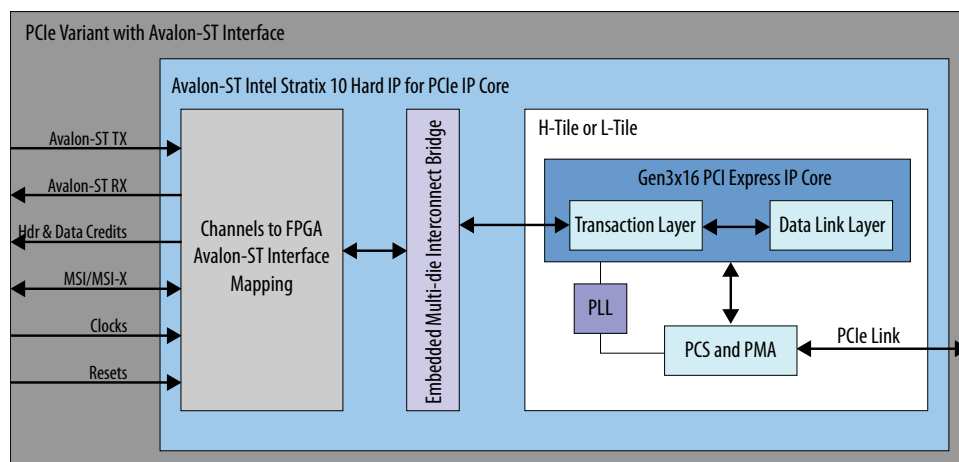 PCIe Variant with Avalon-ST Interface
Avalon-ST Intel Stratix 10 Hard IP for PCIe IP Core
Avalon-ST TX
Avalon-ST RX
Hdr & Data Credits
MSI/MSI-X
Clocks
Resets
Channels to FPGA
Avalon-ST Interface
Mapping
Embedded Multi-die Interconnect Bridge
H-Tile or L-Tile
Gen3x16 PCI Express IP Core
Transaction Layer
Data Link Layer
PLL
PCS and PMA
PCIe Link